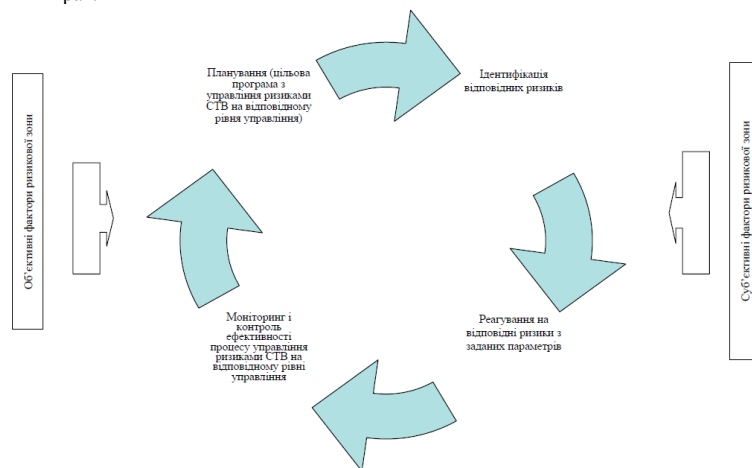 Планування (цільова
програма з
управління ризиками
СТВ на відповідному
рівня управління)
Ідентифікація
відповідних ризиків
Об’єктивні фактори ризикової зони
Суб’єктивні фактори ризикової зони
Реагування на
відповідні ризики з
заданих параметрів
Моніторинг і
контроль
ефективності
процесу управління
ризиками СТВ на
відповідному рівні
управління